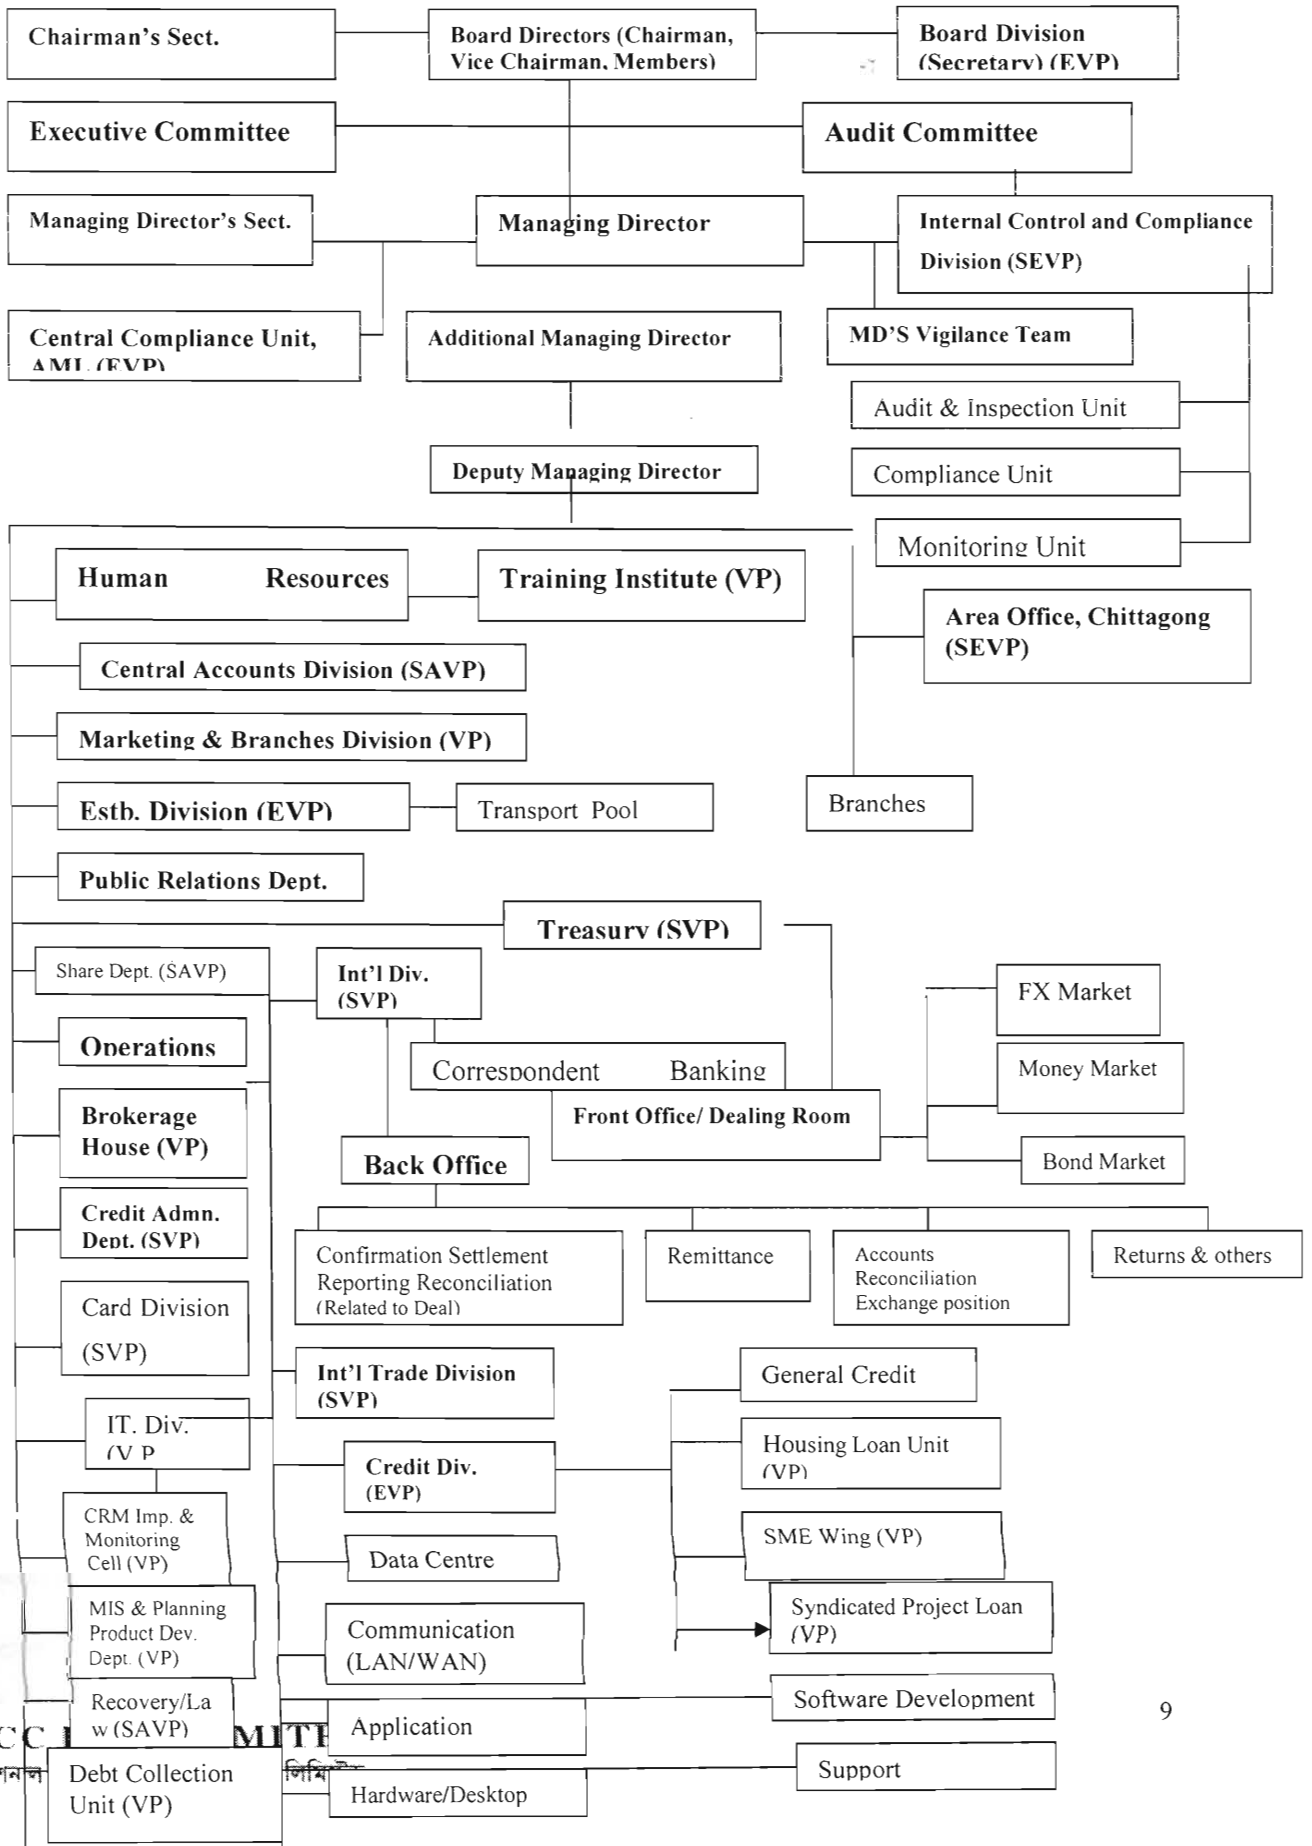 Chairman's Sect.
Board Directors (Chairman,
Vice Chairman, Members)
Board Division
(Secretary) (EVP)
Executive Committee
Audit Committee
Managing Director's Sect.
Managing Director
Internal Control and Compliance
Division (SEVP)
Central Compliance Unit,
AML (EVP)
Additional Managing Director
MD'S Vigilance Team
Audit & Inspection Unit
Deputy Managing Director
Compliance Unit
Monitoring Unit
Human Resources
Training Institute (VP)
Area Office, Chittagong
(SEVP)
Central Accounts Division (SAVP)
Marketing & Branches Division (VP)
Estb. Division (EVP)
Transport Pool
Branches
Public Relations Dept.
Treasury (SVP)
Share Dept. (SAVP)
Int'l Div.
(SVP)
FX Market
Operations
Correspondent Banking
Money Market
Brokerage
House (VP)
Front Office/ Dealing Room
Back Office
Bond Market
Credit Admn.
Dept. (SVP)
Confirmation Settlement
Reporting Reconciliation
(Related to Deal)
Remittance
Accounts
Reconciliation
Exchange position
Returns & others
Card Division
(SVP)
Int'l Trade Division
(SVP)
General Credit
IT. Div.
(V P
Credit Div.
(EVP)
Housing Loan Unit
(VP)
CRM Imp. &
Monitoring
Cell (VP)
Data Centre
SME Wing (VP)
MIS & Planning
Product Dev.
Dept. (VP)
Communication
(LAN/WAN)
Syndicated Project Loan
(VP)
Recovery/La
w (SAVP)
Application
Software Development
9
Debt Collection
Unit (VP)
Hardware/Desktop
Support